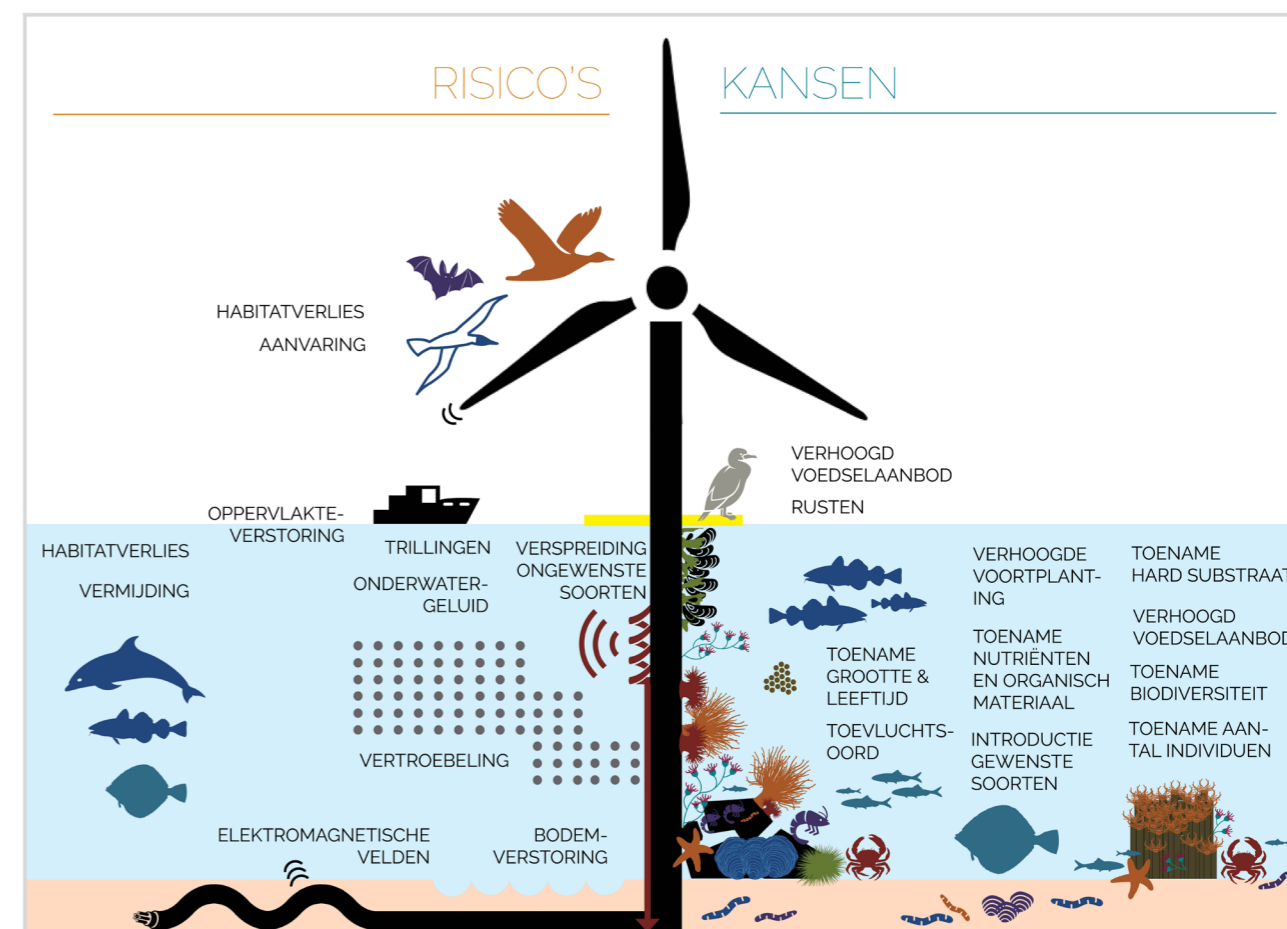 RISICO'S
KANSEN
HABITATVERLIES
AANVARING
VERHOOGD
VOEDSELAANBOD
RUSTEN
OPPERVLAKTE-
VERSTORING
HABITATVERLIES
VERMIJDING
TRILLINGEN
ONDERWATER-
GELUID
VERSPREIDING
ONGEWENSTE
SOORTEN
VERTROEBELING
ELEKTROMAGNETISCHE
VELDEN
BODEM-
VERSTORING
TOENAME
GROOTTE &
LEEFTIJD
TOEVLUCHTS-
OORD
VERHOOGDE
VOORTPLANT-
ING
TOENAME
NUTRIËNTEN
EN ORGANISCH
MATERIAAL
INTRODUCTIE
GEWENSTE
SOORTEN
TOENAME
HARD SUBSTRAAT
VERHOOGD
VOEDSELAANBOD
TOENAME
BIODIVERSITEIT
TOENAME AAN-
TAL INDIVIDUEN